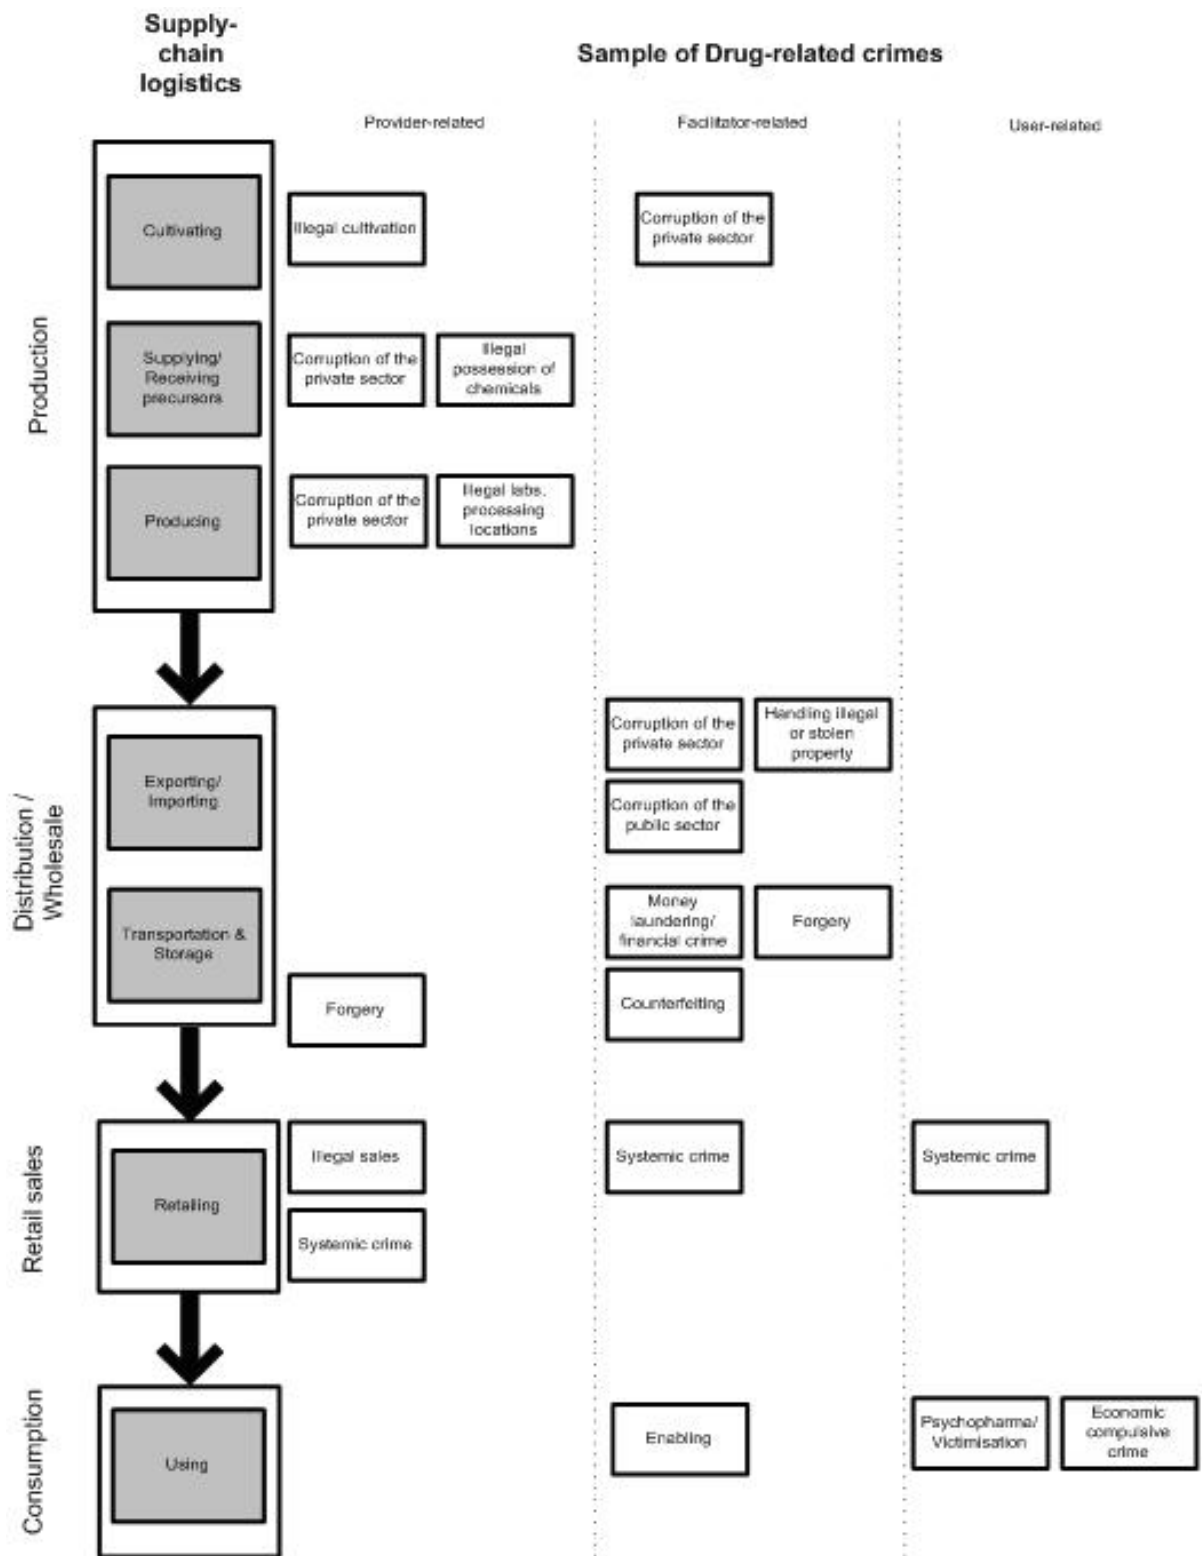 Supply-
chain
logistics
Sample of Drug-related crimes
Provider-related
Facilitator-related
User-related
Production
Cultivating
Illegal cultivation
Corruption of the
private sector
Supplying/
Receiving
precursors
Corruption of the
private sector
Illegal
possession of
chemicals
Producing
Corruption of the
private sector
Illegal labs,
processing
locations
Distribution /
Wholesale
Exporting/
Importing
Corruption of the
private sector
Handling illegal
or stolen
property
Corruption of the
public sector
Transportation &
Storage
Money
laundering/
financial crime
Forgery
Forgery
Counterfeiting
Retail sales
Retailing
Illegal sales
Systemic crime
Systemic crime
Systemic crime
Consumption
Using
Enabling
Psychopharma/
Victimisation
Economic
compulsive
crime